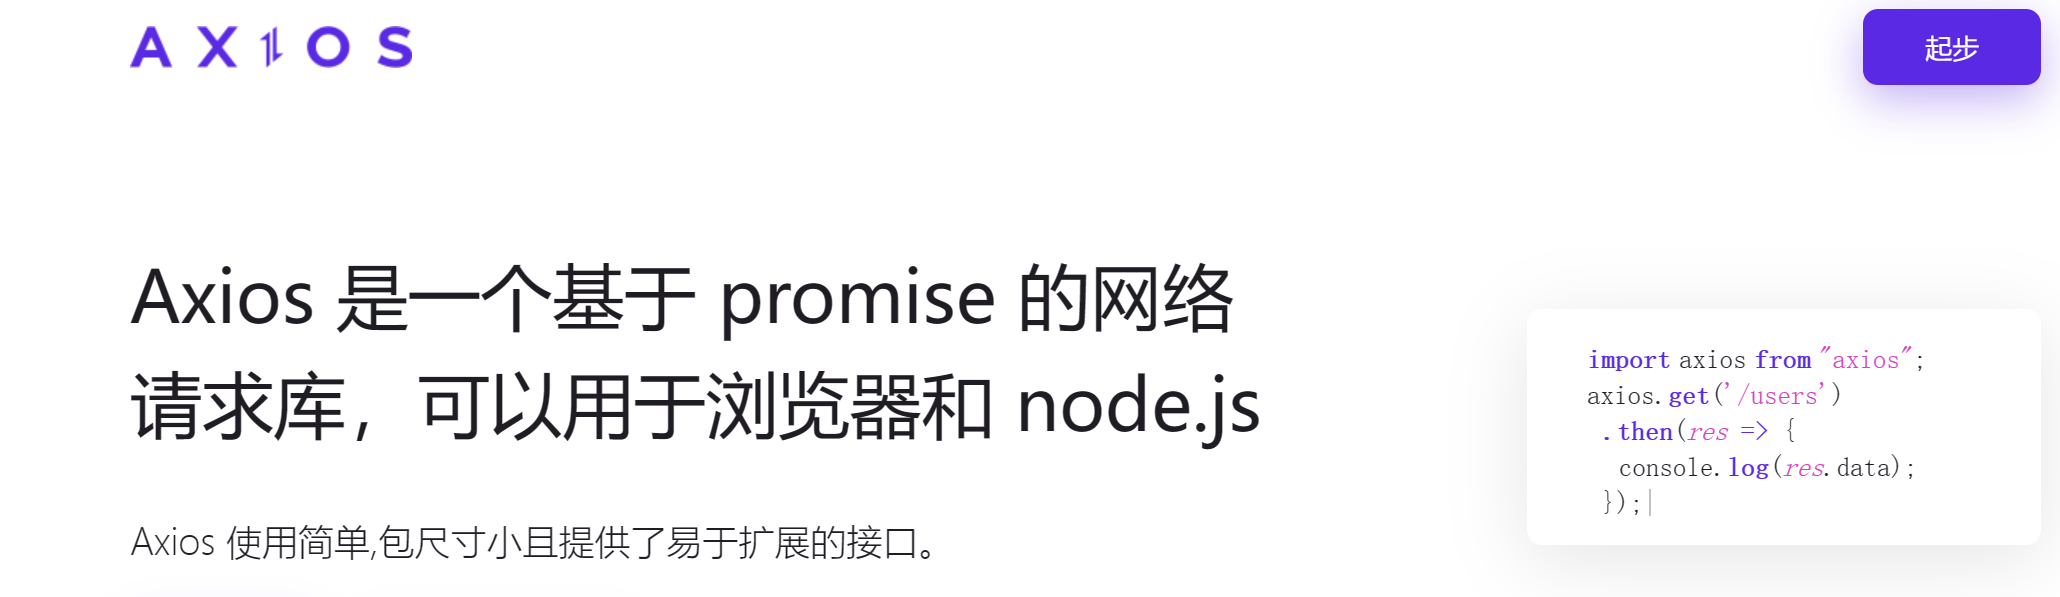 AXIOS
起步
Axios 是一个基于 promise 的网络
请求库，可以用于浏览器和 node.js
Axios 使用简单,包尺寸小且提供了易于扩展的接口。
import axios from "axios";
axios.get('/users')
.then(res => {
console.log(res.data);
});